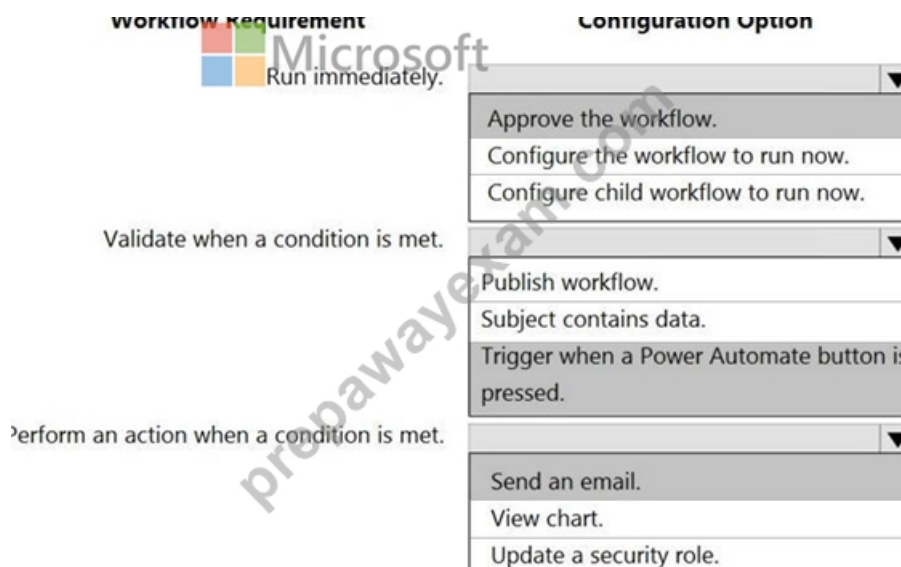 Workflow Requirement Configuration Option
Microsoft
Run immediately.
Approve the workflow.
Configure the workflow to run now.
Configure child workflow to run now.
Validate when a condition is met.
Publish workflow.
Subject contains data.
Trigger when a Power Automate button is
pressed.
Perform an action when a condition is met.
Send an email.
View chart.
Update a security role.
prepawayexam.com